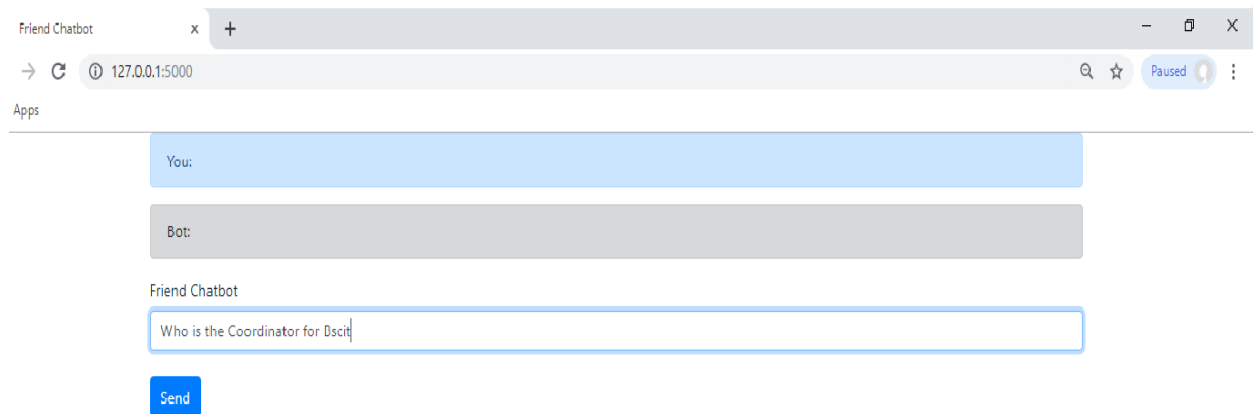 Friend Chatbot
127.0.0.1:5000
Paused
Apps
You:
Bot:
Friend Chatbot
Who is the Coordinator for Bscit
Send